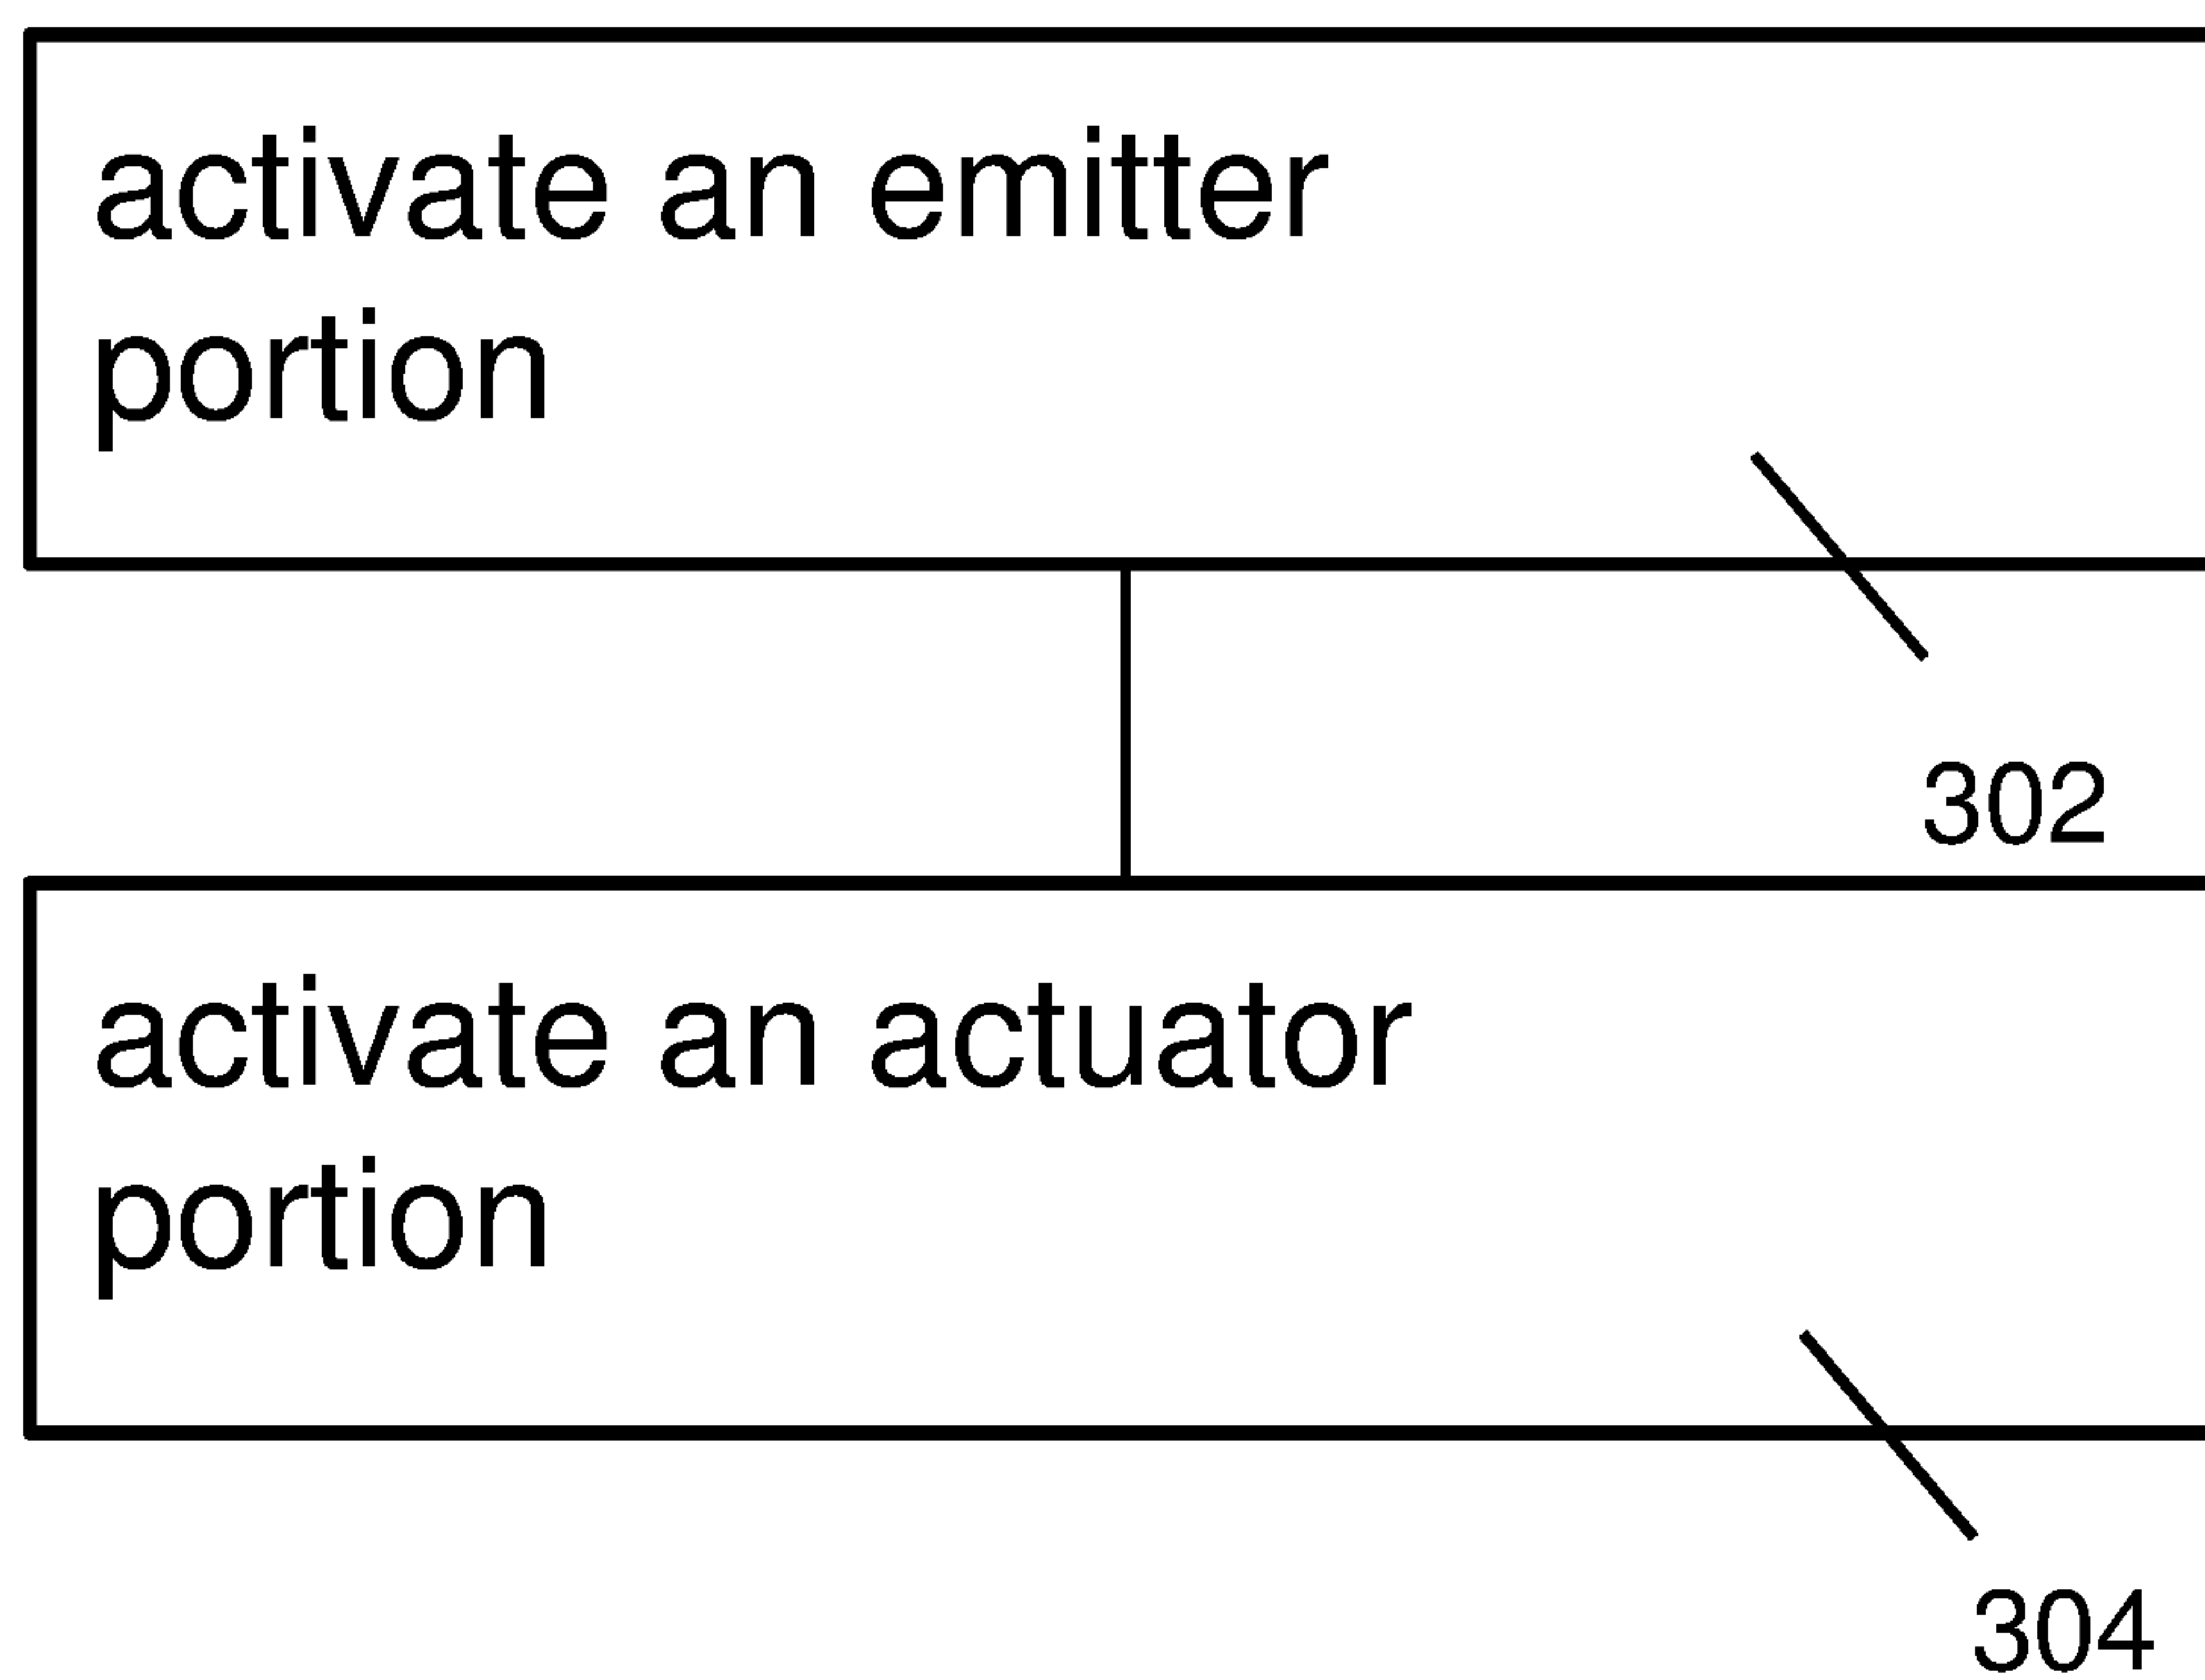 activate an emitter
portion
302
activate an actuator
portion
304